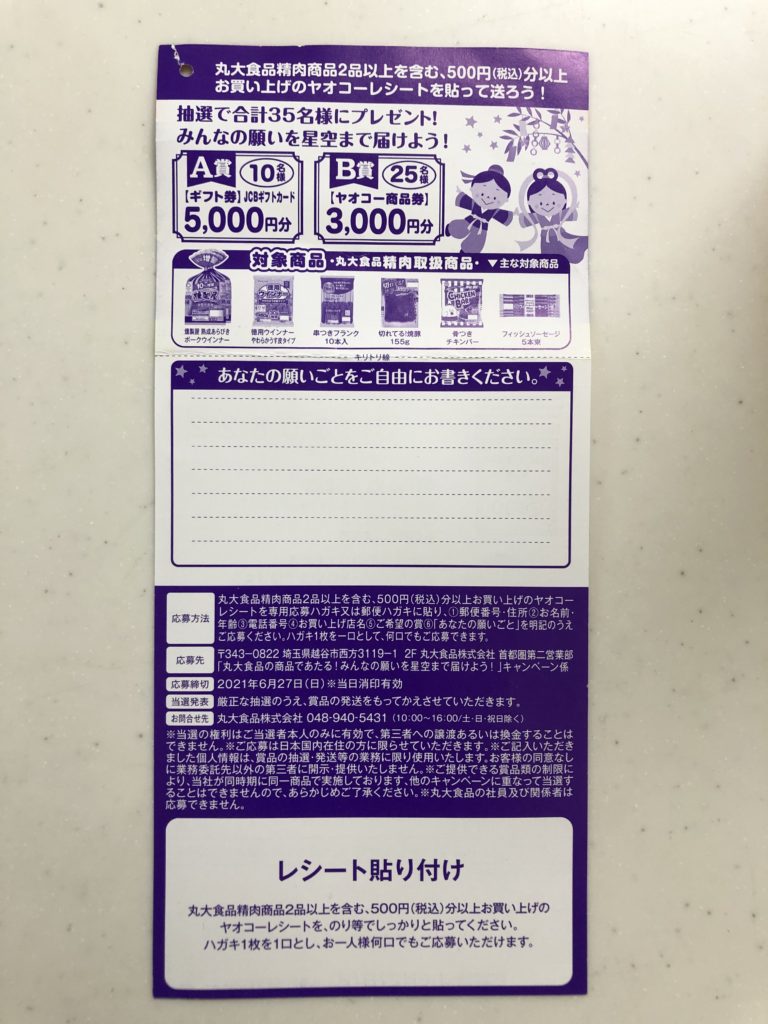 丸大食品精肉商品2品以上を含む、500円(税込)分以上
お買い上げのヤオコーレシートを貼って送ろう!
抽選で合計35名様にプレゼント!
みんなの願いを星空まで届けよう!
A賞 10名様
【ギフト券】JCBギフトカード
5,000円分
B賞 25名様
【ヤオコー商品券】
3,000円分
対象商品・丸大食品精肉取扱商品・ ▼主な対象商品
燻製屋 熟成あらびき
ポークウインナー
徳用ウインナー
やわらかうす皮タイプ
串つきフランク
10本入
切れてる!焼豚
155g
骨つき
チキンバー
フィッシュソーセージ
5本束
キリトリ線
あなたの願いごとをご自由にお書きください。
応募方法
丸大食品精肉商品2品以上を含む、500円(税込)分以上お買い上げのヤオコー
レシートを専用応募ハガキ又は郵便ハガキに貼り、①郵便番号・住所②お名前・
年齢③電話番号④お買い上げ店名⑤ご希望の賞⑥「あなたの願いごと」を明記のうえ
ご応募ください。ハガキ1枚を一口として、何口でもご応募できます。
応募先
〒343-0822 埼玉県越谷市西方3119-1 2F 丸大食品株式会社 首都圏第二営業部
「丸大食品の商品であたる!みんなの願いを星空まで届けよう!」キャンペーン係
応募締切 2021年6月27日(日)※当日消印有効
当選発表 厳正な抽選のうえ、賞品の発送をもってかえさせていただきます。
お問合せ先 丸大食品株式会社 048-940-5431 (10:00~16:00/土・日・祝日除く)
※当選の権利はご当選者本人のみに有効で、第三者への譲渡あるいは換金することは
できません。※ご応募は日本国内在住の方に限らせていただきます。※ご記入いただき
ました個人情報は、賞品の抽選・発送等の業務に限り使用いたします。お客様の同意なし
に業務委託先以外の第三者に開示・提供いたしません。※ご提供できる賞品類の制限に
より、当社が同時期に同一商品で実施しております、他のキャンペーンに重なって当選す
ることはできませんので、あらかじめご了承ください。※丸大食品の社員及び関係者は
応募できません。
レシート貼り付け
丸大食品精肉商品2品以上を含む、500円(税込)分以上お買い上げの
ヤオコーレシートを、のり等でしっかりと貼ってください。
ハガキ1枚を1口とし、お一人様何口でもご応募いただけます。